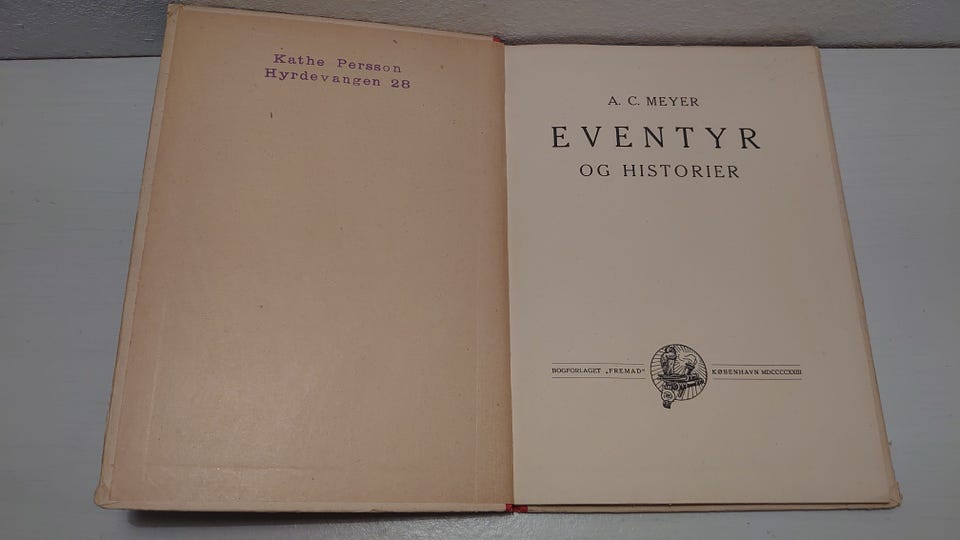 Kathe Persson
Hyrdevangen 28
A. C. MEYER
EVENTYR
OG HISTORIER
BOGFORLAGET „FREMAD"
KØBENHAVN MDCCCCXXIII